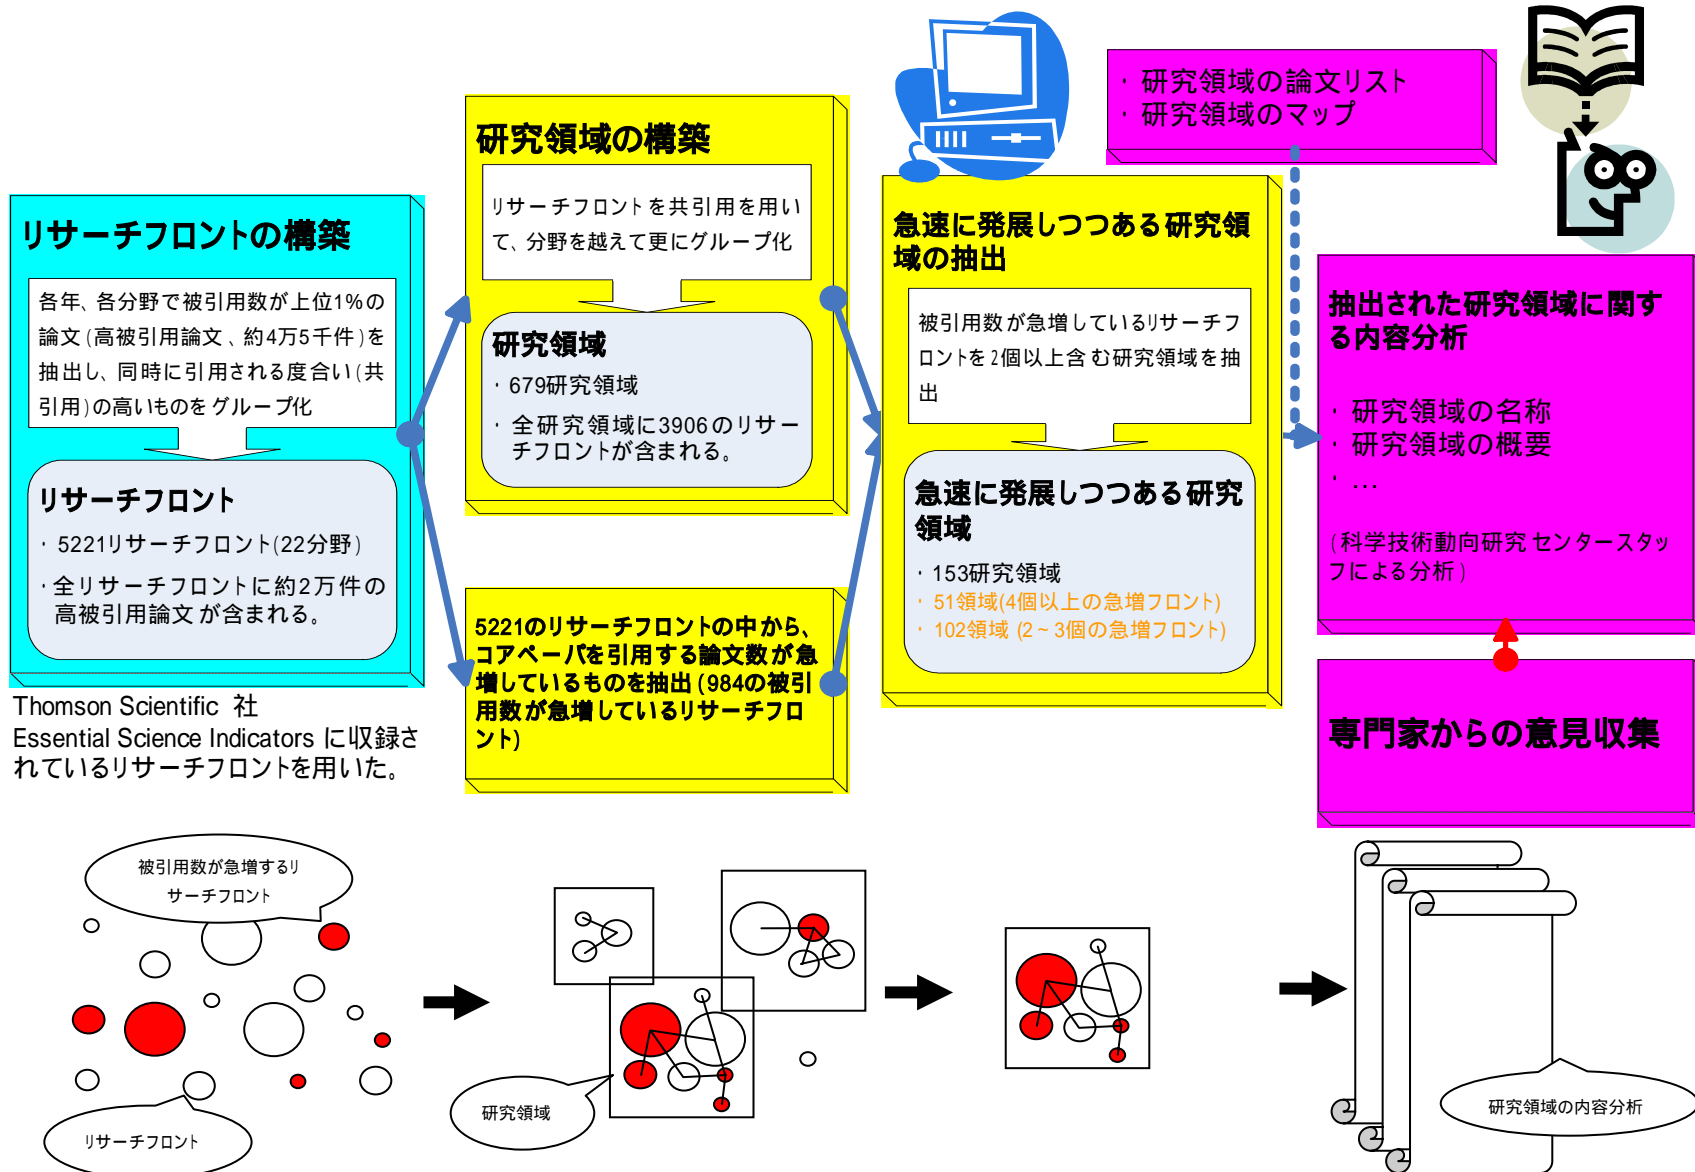 リサーチフロントの構築
各年、各分野で被引用数が上位1%の
論文(高被引用論文、約4万5千件)を
抽出し、同時に引用される度合い(共
引用)の高いものをグループ化
リサーチフロント
・5221リサーチフロント(22分野)
・全リサーチフロントに約2万件の
高被引用論文が含まれる。
Thomson Scientific 社
Essential Science Indicators に収録さ
れているリサーチフロントを用いた。
研究領域の構築
リサーチフロントを共引用を用い
て、分野を越えて更にグループ化
研究領域
・679研究領域
・全研究領域に3906のリサー
チフロントが含まれる。
5221のリサーチフロントの中から、
コアペーパを引用する論文数が急
増しているものを抽出(984の被引
用数が急増しているリサーチフロ
ント)
急速に発展しつつある研究領
域の抽出
被引用数が急増しているリサーチフ
ロントを2個以上含む研究領域を抽
出
急速に発展しつつある研究
領域
・153研究領域
・51領域(4個以上の急増フロント)
・102領域 (2~3個の急増フロント)
・研究領域の論文リスト
・研究領域のマップ
抽出された研究領域に関す
る内容分析
・研究領域の名称
・研究領域の概要
・…
(科学技術動向研究センタースタッ
フによる分析)
専門家からの意見収集
被引用数が急増するリ
サーチフロント
リサーチフロント
研究領域
研究領域の内容分析